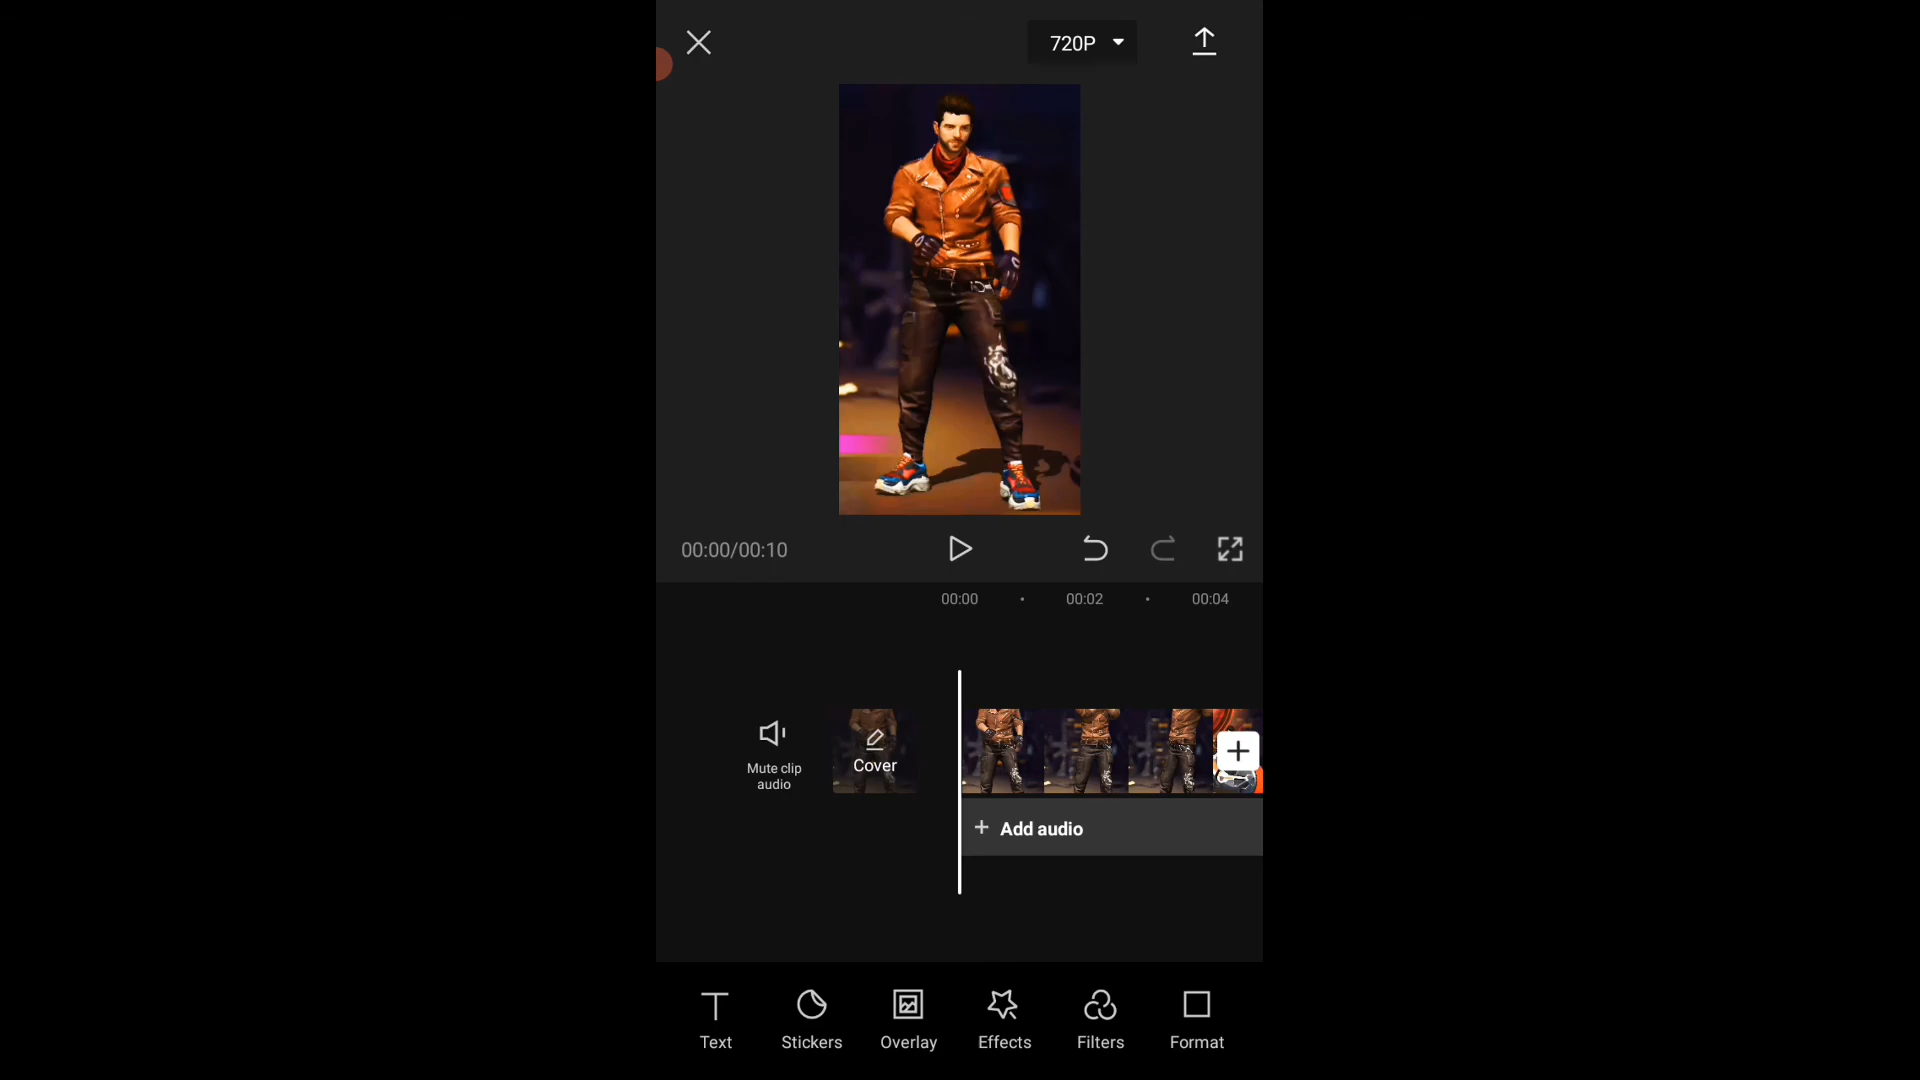 720P
00:00/00:10
00:00
00:02
00:04
Mute clip
audio
Cover
Add audio
Text
Stickers
Overlay
Effects
Filters
Format